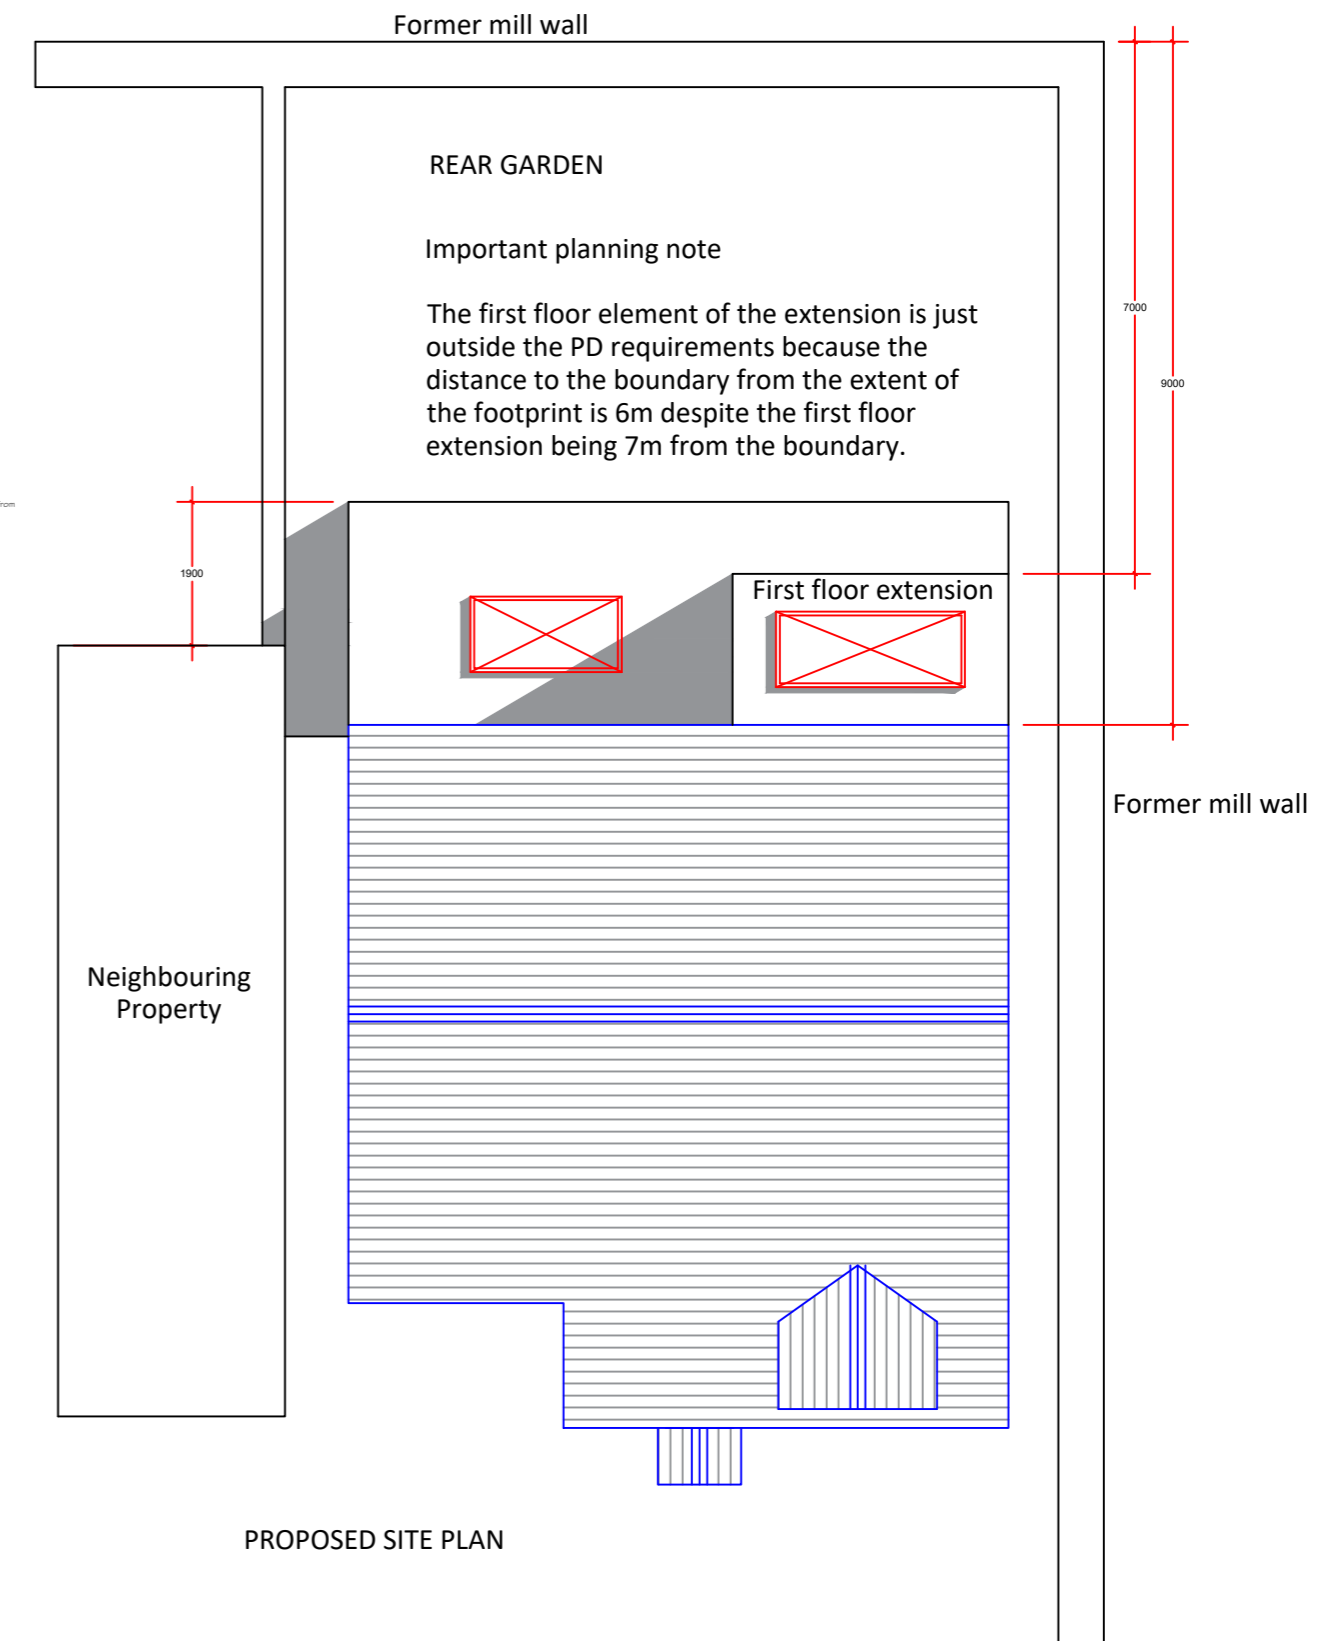 Former mill wall
REAR GARDEN
Important planning note
The first floor element of the extension is just
outside the PD requirements because the
distance to the boundary from the extent of
the footprint is 6m despite the first floor
extension being 7m from the boundary.
7000
9000
from
1900
First floor extension
Former mill wall
Neighbouring
Property
PROPOSED SITE PLAN